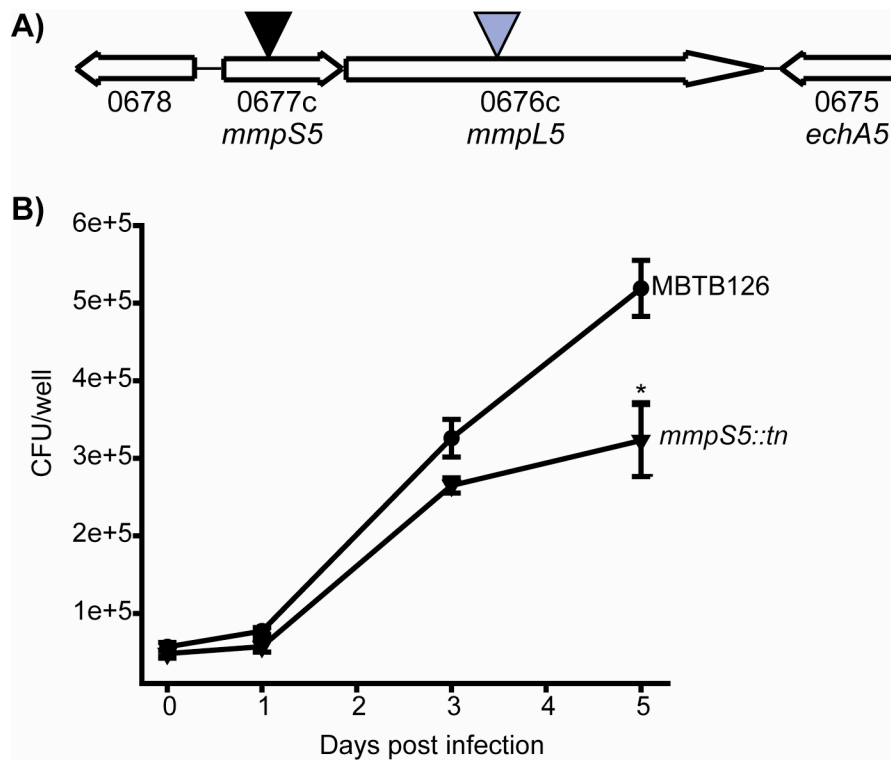 A)
0678 0677c 0676c 0675
mmpS5 mmpL5 echA5
B)
6e+5
5e+5
4e+5
3e+5
2e+5
1e+5
CFU/well
MBTB126
*
mmpS5::tn
0 1 2 3 4 5
Days post infection